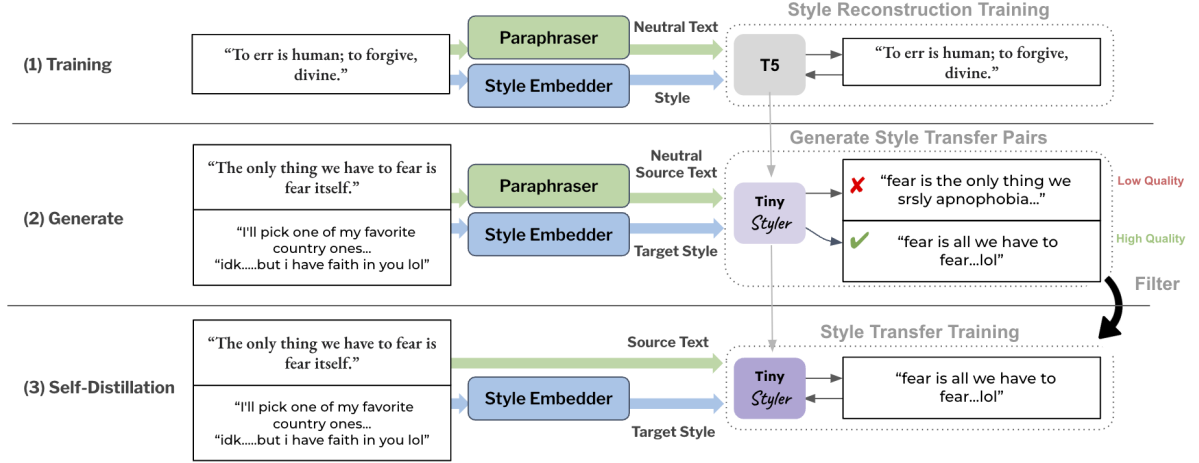 Style Reconstruction Training
(1) Training
“To err is human; to forgive,
divine.”
Paraphraser
Style Embedder
Neutral Text
Style
T5
“To err is human; to forgive,
divine.”
Generate Style Transfer Pairs
(2) Generate
“The only thing we have to fear is
fear itself.”
“I'll pick one of my favorite
country ones...
“idk.....but i have faith in you lol”
Paraphraser
Style Embedder
Neutral
Source Text
Target Style
Tiny
Styler
✘ “fear is the only thing we
srsly apnophobia...”
Low Quality
✔ “fear is all we have to
fear...lol”
High Quality
Filter
Style Transfer Training
(3) Self-Distillation
“The only thing we have to fear is
fear itself.”
“I'll pick one of my favorite
country ones...
“idk.....but i have faith in you lol”
Source Text
Style Embedder
Target Style
Tiny
Styler
“fear is all we have to
fear...lol”